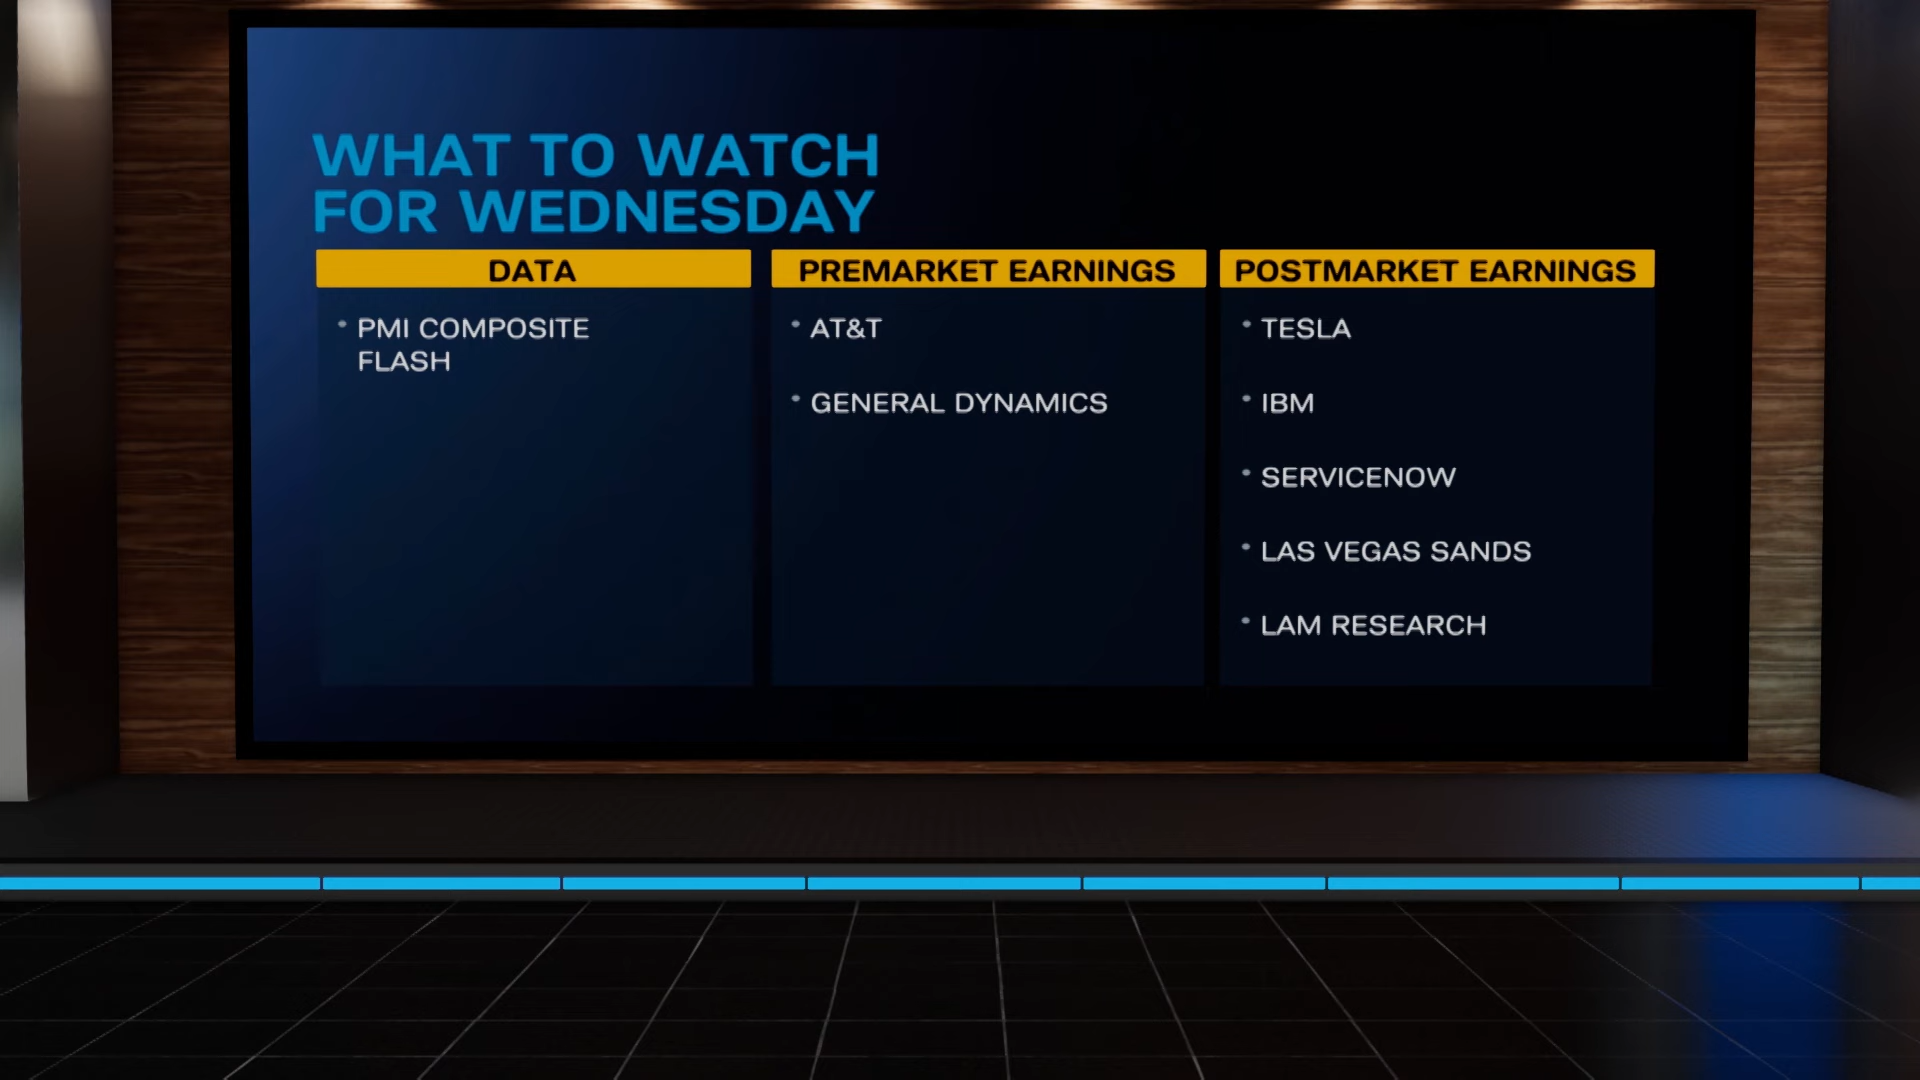 WHAT TO WATCH
FOR WEDNESDAY
DATA
• PMI COMPOSITE
FLASH
PREMARKET EARNINGS
• AT&T
• GENERAL DYNAMICS
POSTMARKET EARNINGS
• TESLA
• IBM
• SERVICENOW
• LAS VEGAS SANDS
• LAM RESEARCH